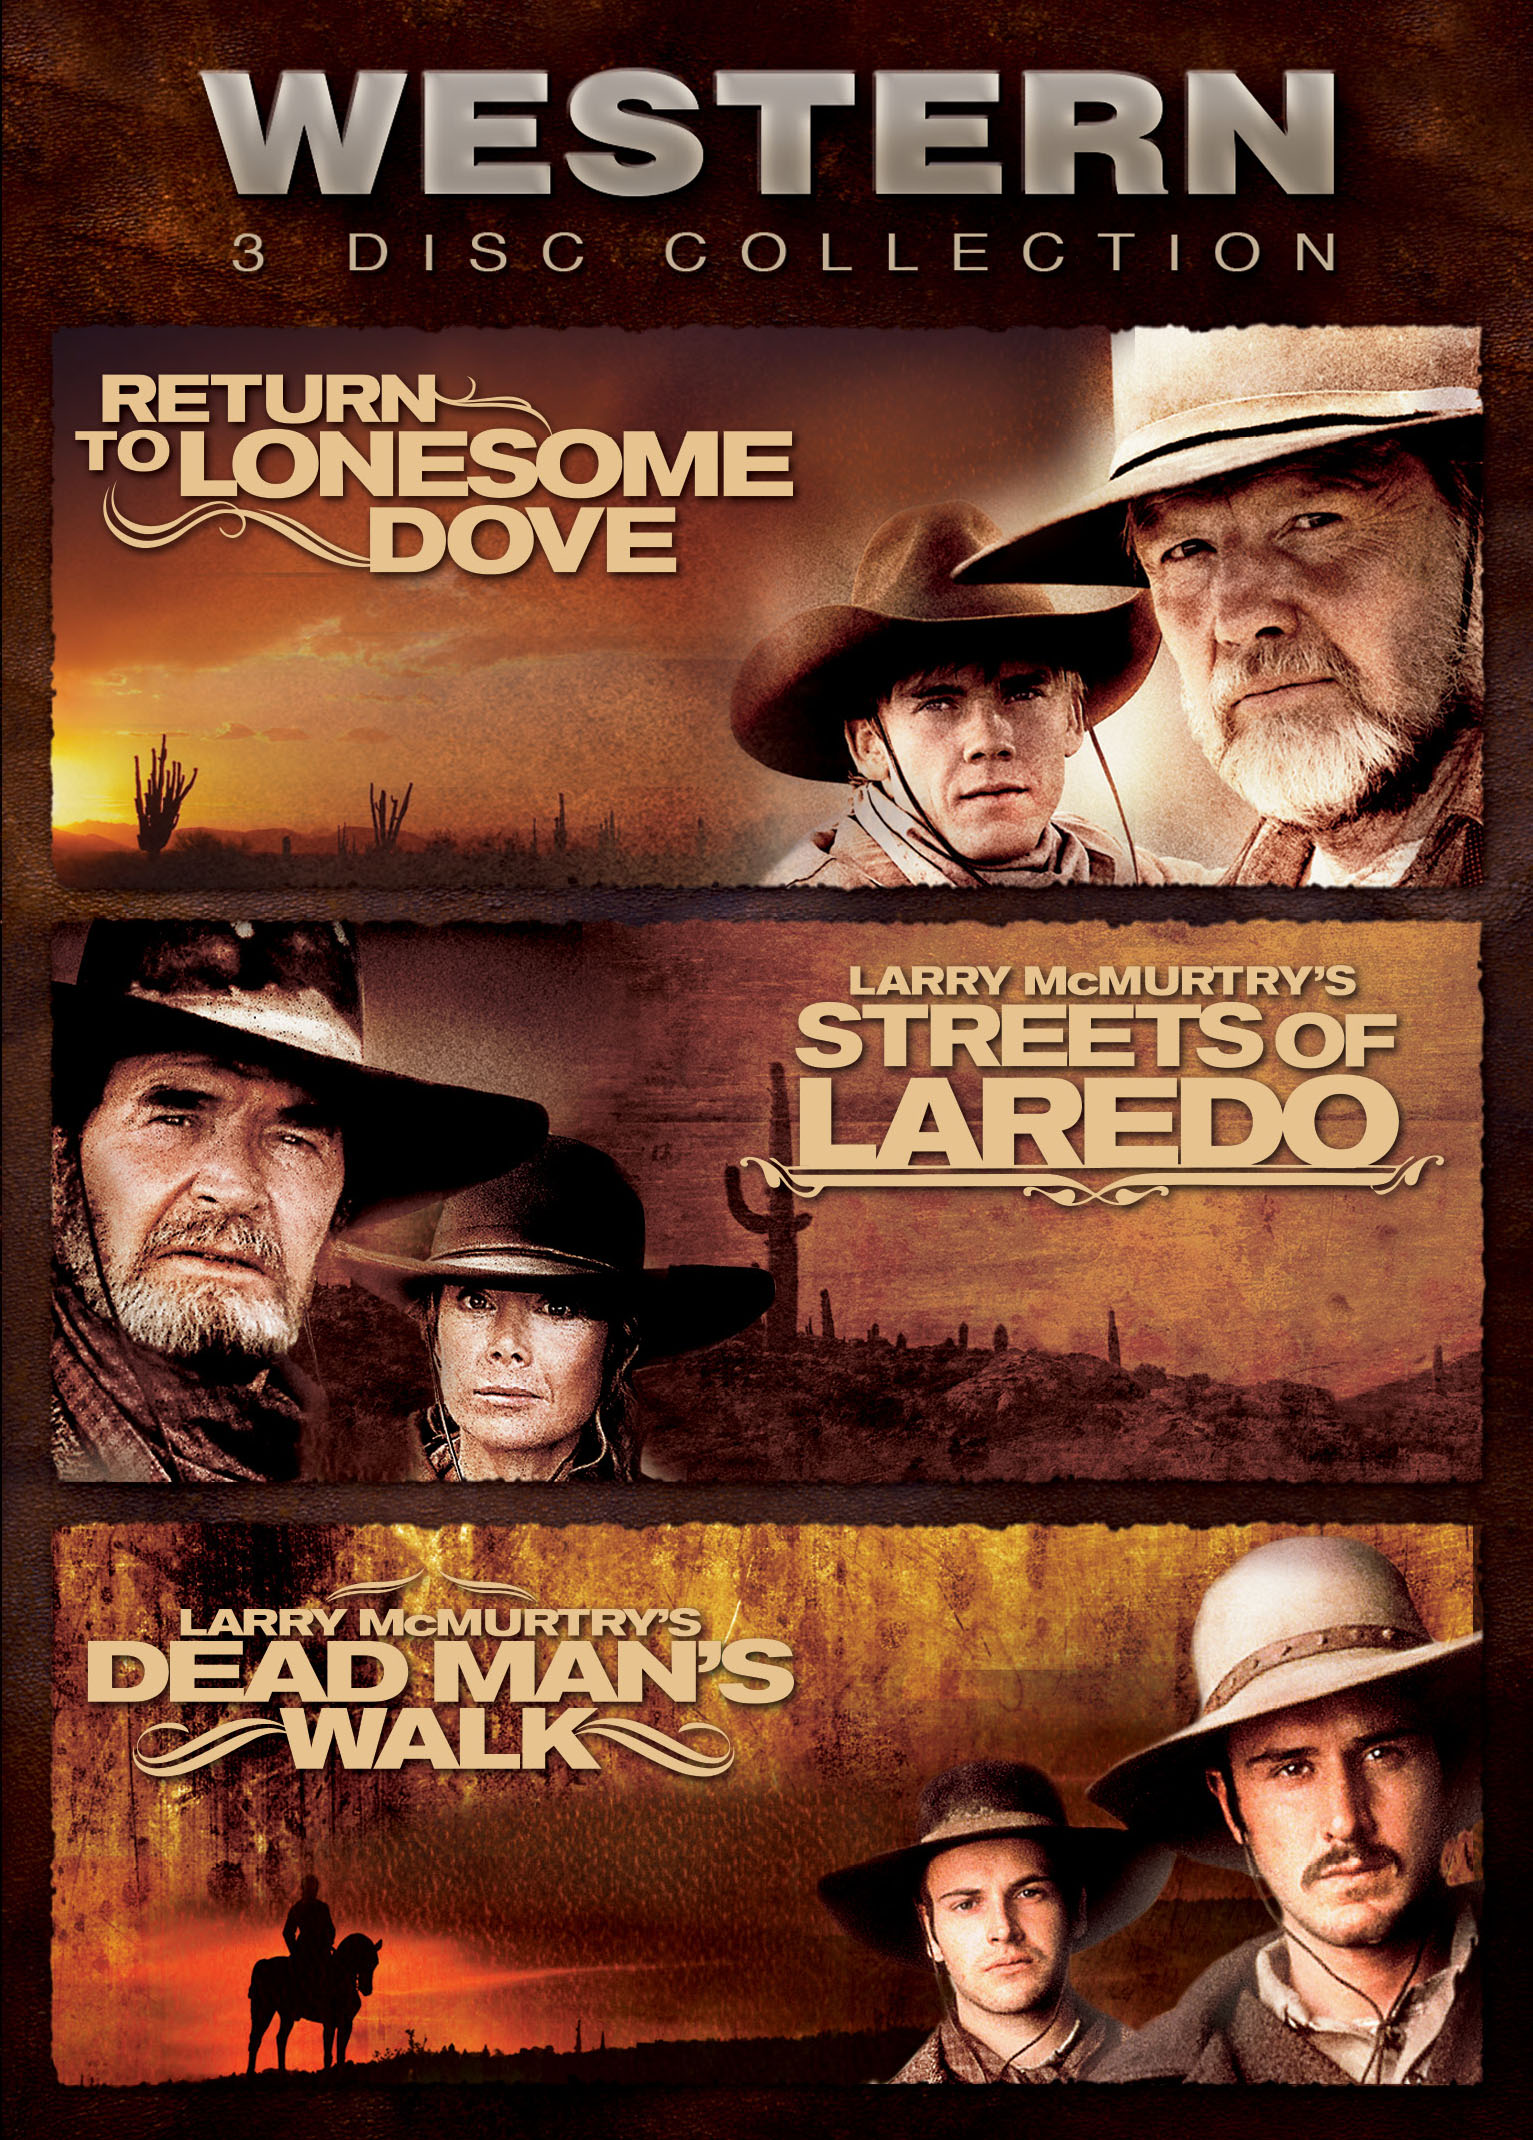 WESTERN
3 DISC COLLECTION
RETURN
TO LONESOME
DOVE
LARRY McMURTRY'S
STREETS OF
LAREDO
LARRY McMURTRY'S
DEAD MAN'S
WALK